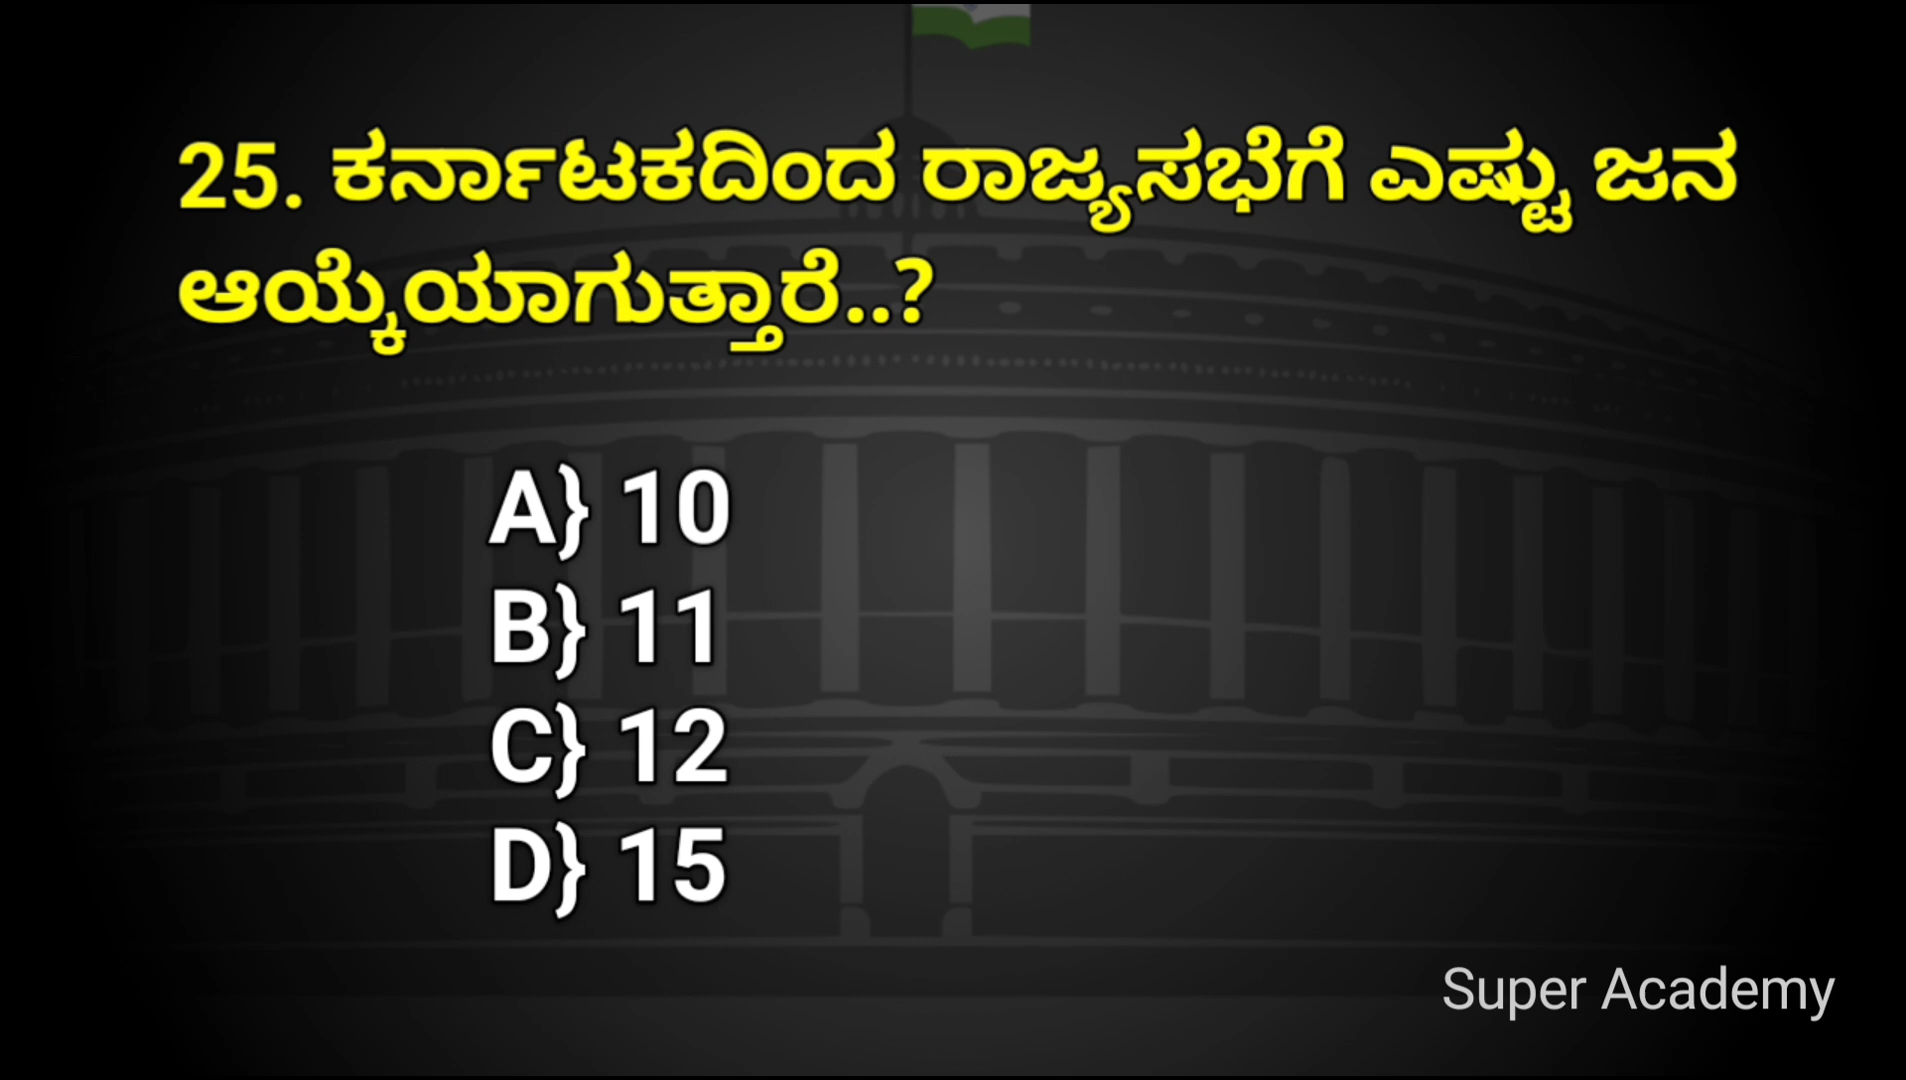 25. ಕರ್ನಾಟಕದಿಂದ ರಾಜ್ಯಸಭೆಗೆ ಎಷ್ಟು ಜನ
ಆಯ್ಕೆಯಾಗುತ್ತಾರೆ..?
A} 10
B} 11
C} 12
D} 15
Super Academy